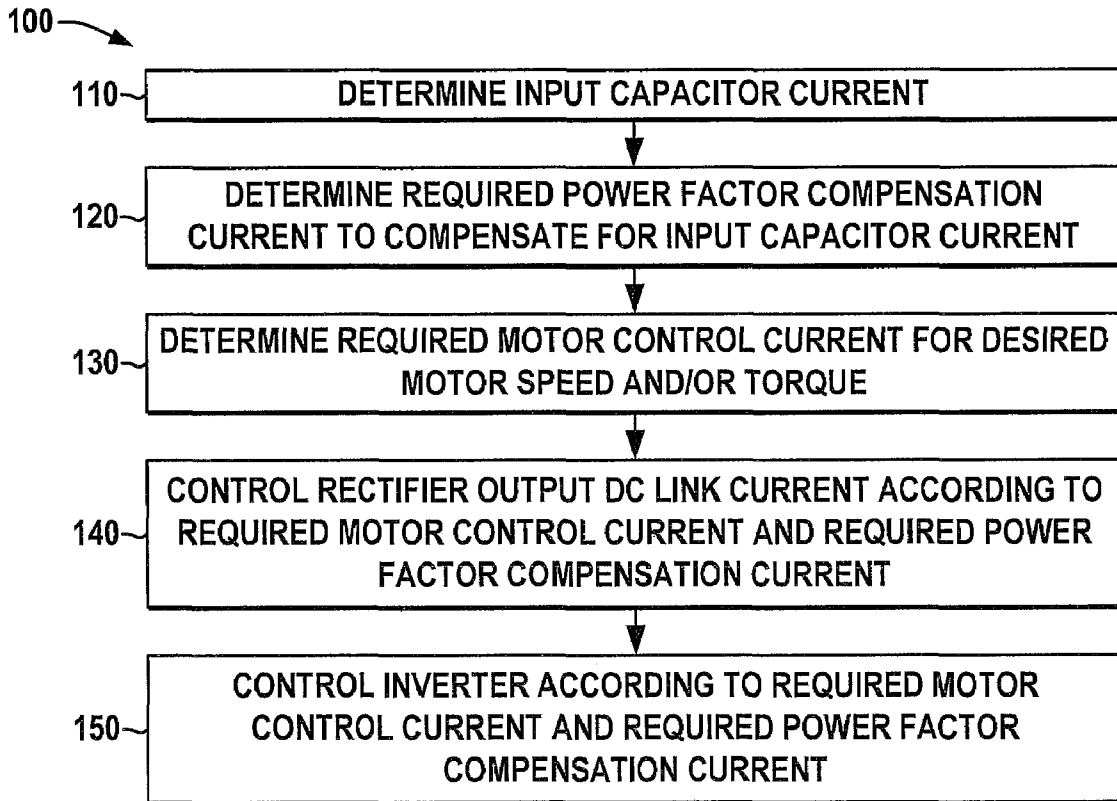 100
110
DETERMINE INPUT CAPACITOR CURRENT
120
DETERMINE REQUIRED POWER FACTOR COMPENSATION
CURRENT TO COMPENSATE FOR INPUT CAPACITOR CURRENT
130
DETERMINE REQUIRED MOTOR CONTROL CURRENT FOR DESIRED
MOTOR SPEED AND/OR TORQUE
140
CONTROL RECTIFIER OUTPUT DC LINK CURRENT ACCORDING TO
REQUIRED MOTOR CONTROL CURRENT AND REQUIRED POWER
FACTOR COMPENSATION CURRENT
150
CONTROL INVERTER ACCORDING TO REQUIRED MOTOR
CONTROL CURRENT AND REQUIRED POWER FACTOR
COMPENSATION CURRENT